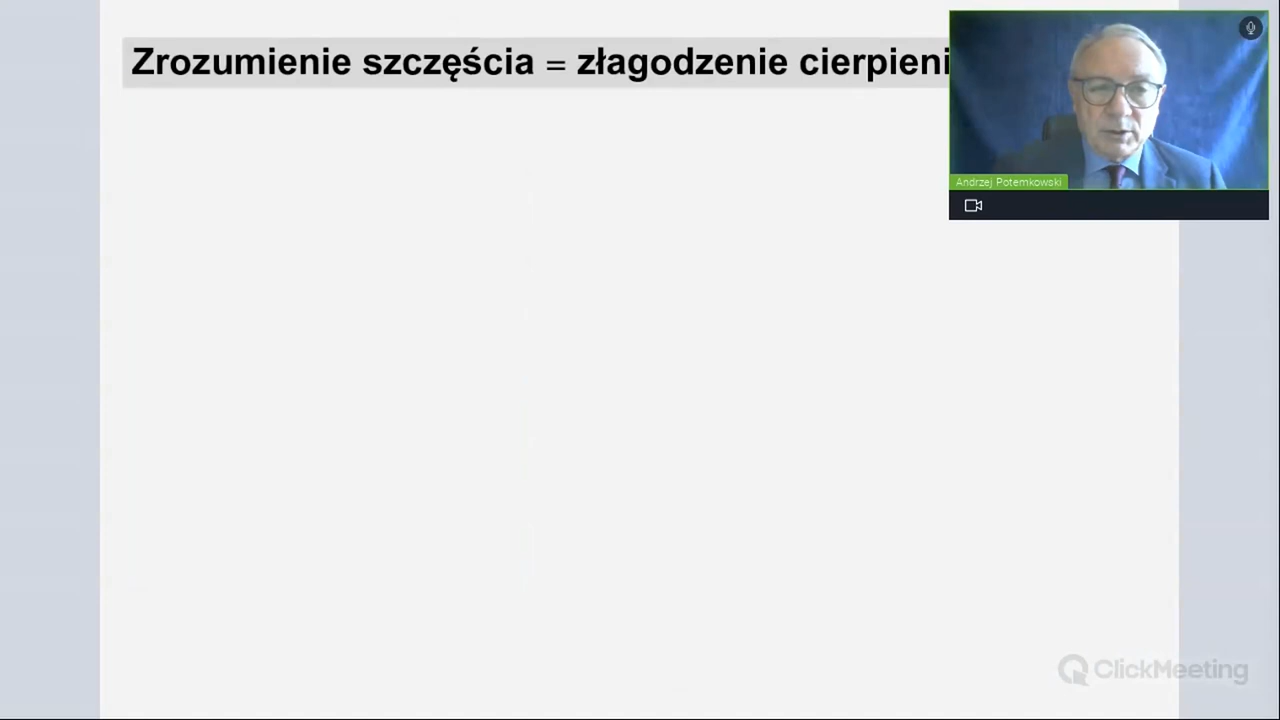 Zrozumienie szczęścia = złagodzenie cierpieni
Andrzej Potemkowski
ClickMeeting